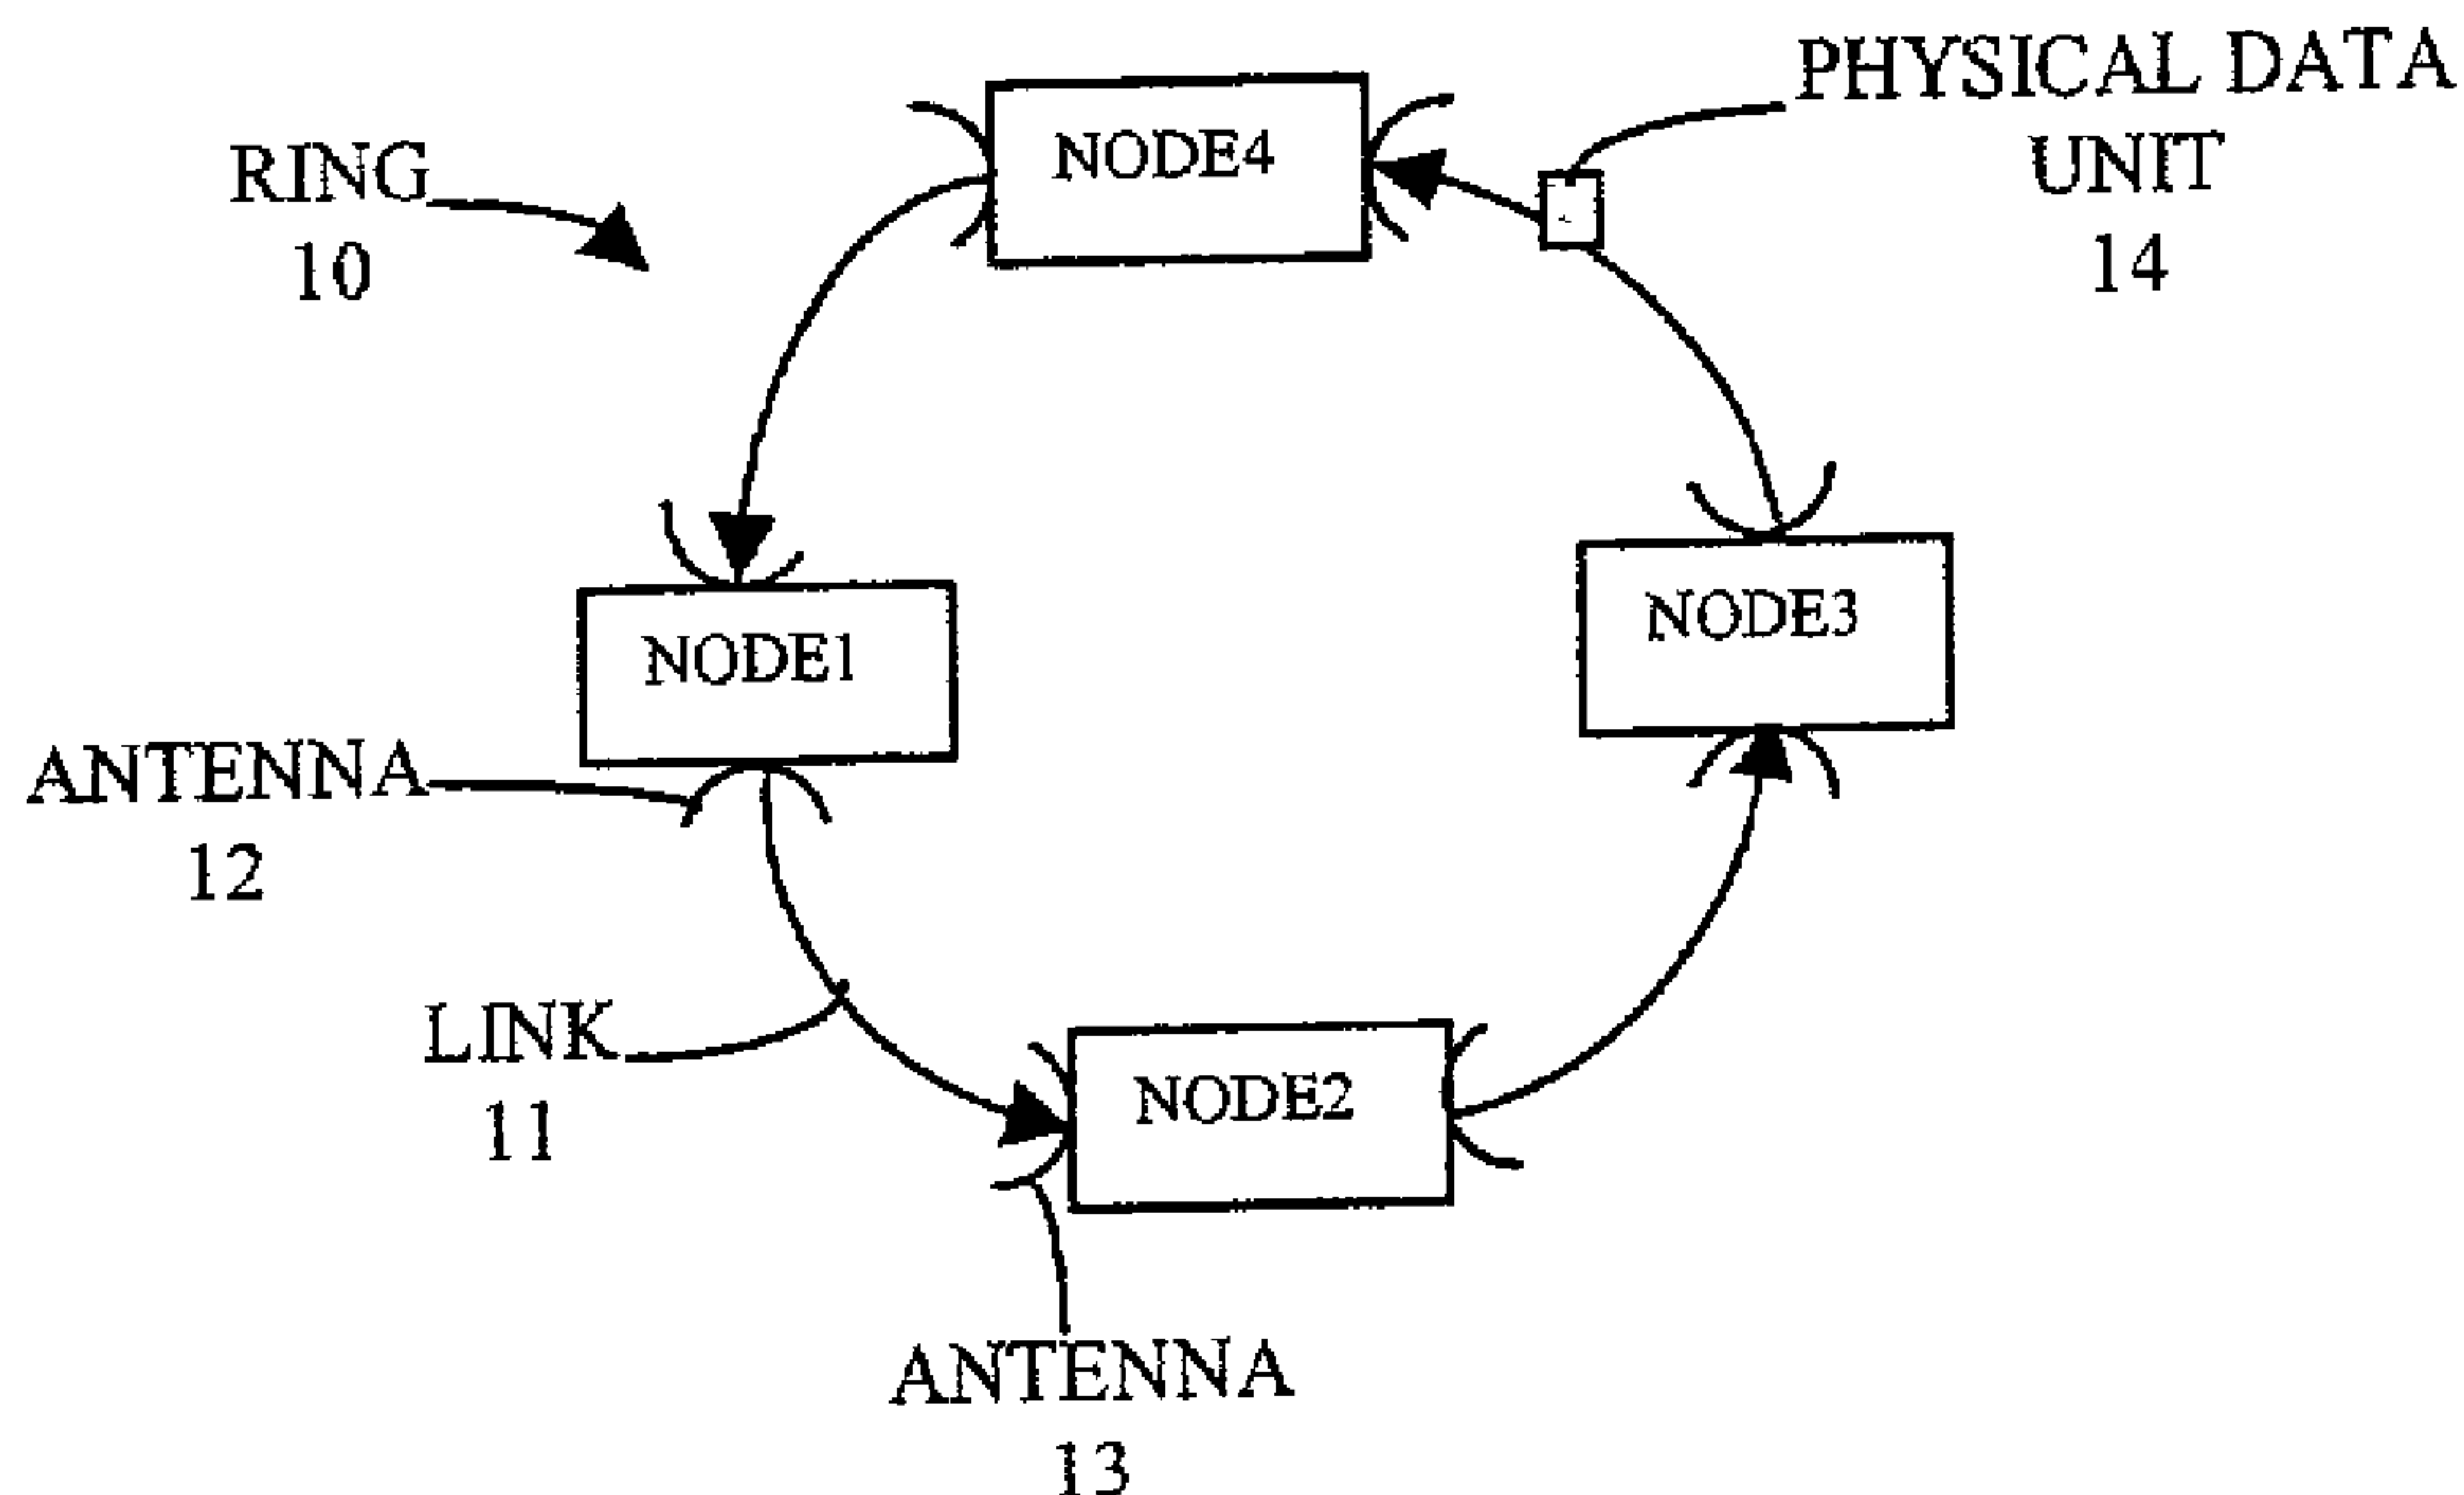 PHYSICAL DATA
UNIT
14
RING
10
NODE4
NODE3
NODE1
ANTENNA
12
LINK
11
NODE2
ANTENNA
13